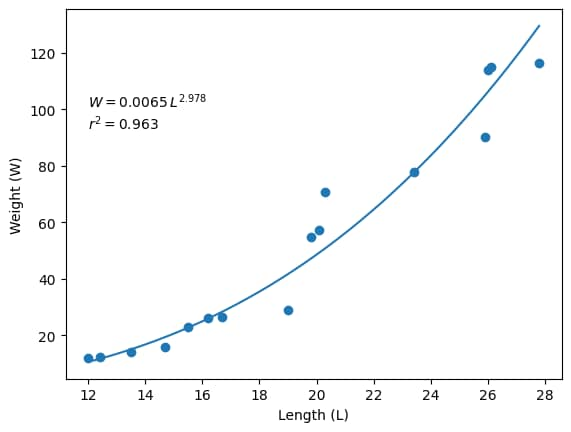 W = 0.0065 L^2.978
r^2 = 0.963
Weight (W)
120
100
80
60
40
20
12 14 16 18 20 22 24 26 28
Length (L)